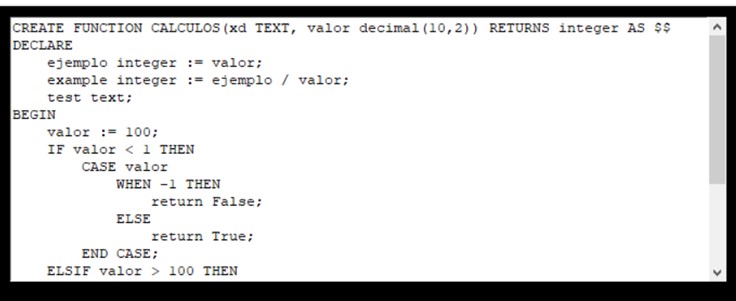 CREATE FUNCTION CALCULOS(xd TEXT, valor decimal(10,2)) RETURNS integer AS $$
DECLARE
    ejemplo integer := valor;
    example integer := ejemplo / valor;
    test text;
BEGIN
    valor := 100;
    IF valor < 1 THEN
        CASE valor
            WHEN -1 THEN
                return False;
            ELSE
                return True;
        END CASE;
    ELSIF valor > 100 THEN